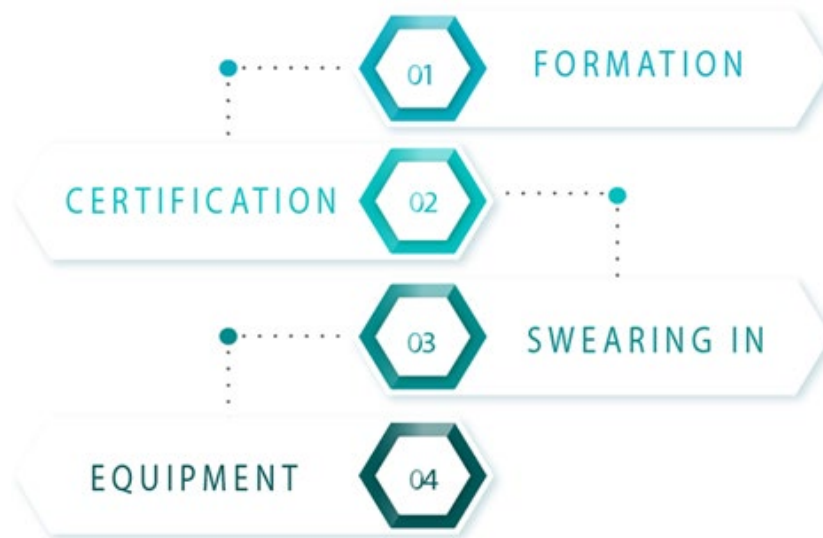 01 FORMATION
CERTIFICATION 02
03 SWEARING IN
EQUIPMENT 04